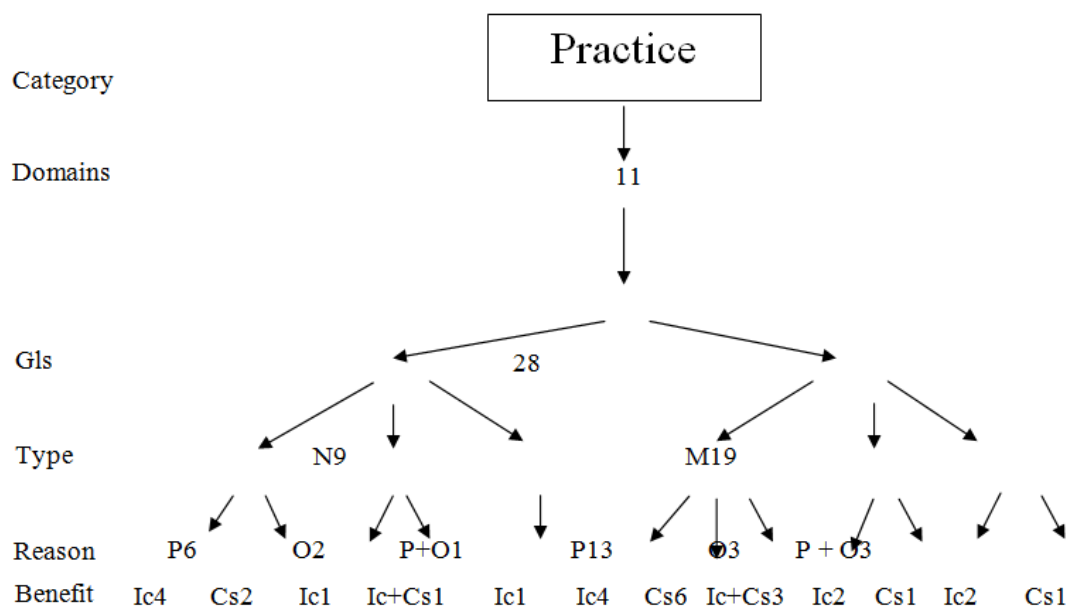 Practice
Category
Domains 11
Gls 28
Type N9 M19
Reason P6 O2 P+O1 P13 O3 P + O3
Benefit Ic4 Cs2 Ic1 Ic+Cs1 Ic1 Ic4 Cs6 Ic+Cs3 Ic2 Cs1 Ic2 Cs1